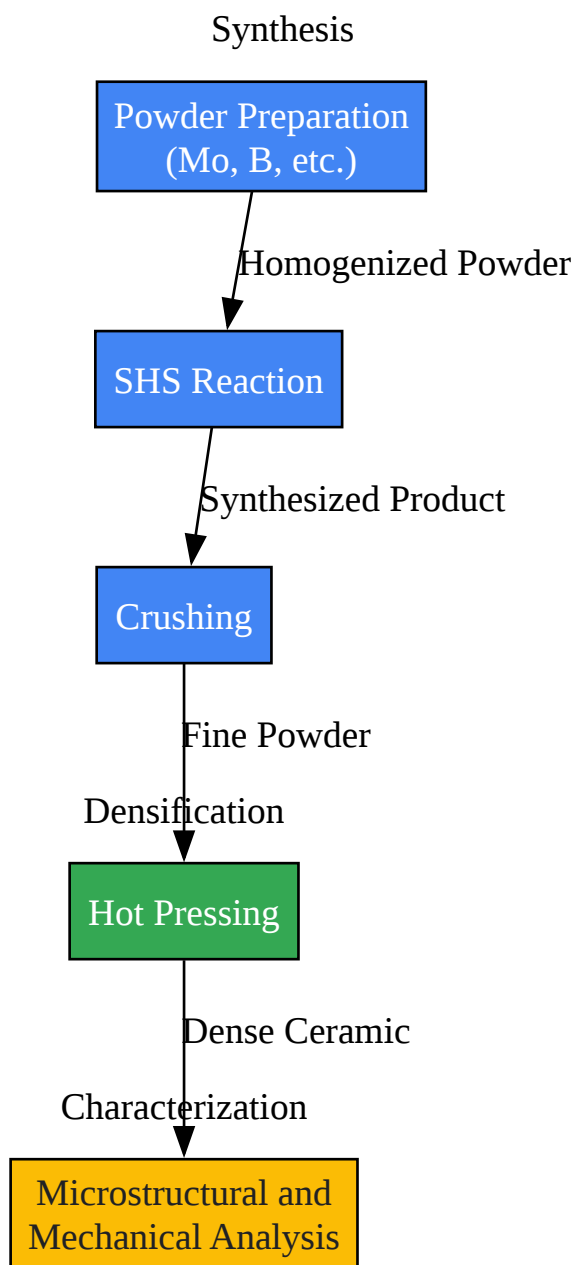 Synthesis
Powder Preparation
(Mo, B, etc.)
Homogenized Powder
SHS Reaction
Synthesized Product
Crushing
Fine Powder
Densification
Hot Pressing
Dense Ceramic
Characterization
Microstructural and
Mechanical Analysis